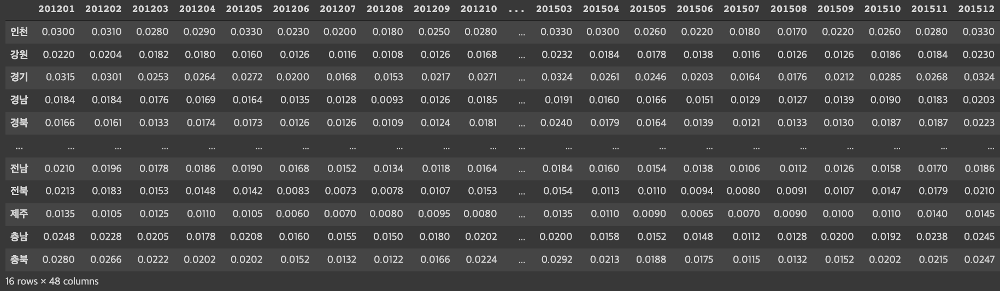 201201 201202 201203 201204 201205 201206 201207 201208 201209 201210 ... 201503 201504 201505 201506 201507 201508 201509 201510 201511 201512
인천 0.0300 0.0310 0.0280 0.0290 0.0330 0.0230 0.0200 0.0180 0.0250 0.0280 ... 0.0330 0.0300 0.0260 0.0220 0.0180 0.0170 0.0220 0.0260 0.0280 0.0330
강원 0.0220 0.0204 0.0182 0.0180 0.0160 0.0126 0.0116 0.0108 0.0126 0.0168 ... 0.0232 0.0184 0.0178 0.0138 0.0116 0.0126 0.0126 0.0186 0.0184 0.0230
경기 0.0315 0.0301 0.0253 0.0264 0.0272 0.0200 0.0168 0.0153 0.0217 0.0271 ... 0.0324 0.0261 0.0246 0.0203 0.0164 0.0176 0.0212 0.0285 0.0268 0.0324
경남 0.0184 0.0184 0.0176 0.0169 0.0164 0.0135 0.0128 0.0093 0.0126 0.0185 ... 0.0191 0.0160 0.0166 0.0151 0.0129 0.0127 0.0139 0.0190 0.0183 0.0203
경북 0.0166 0.0161 0.0133 0.0174 0.0173 0.0126 0.0126 0.0109 0.0124 0.0181 ... 0.0240 0.0179 0.0164 0.0139 0.0121 0.0133 0.0130 0.0187 0.0187 0.0223
... ... ... ... ... ... ... ... ... ... ... ... ... ... ... ... ... ... ... ... ... ...
전남 0.0210 0.0196 0.0178 0.0186 0.0190 0.0168 0.0152 0.0134 0.0118 0.0164 ... 0.0184 0.0160 0.0154 0.0138 0.0106 0.0112 0.0126 0.0158 0.0170 0.0186
전북 0.0213 0.0183 0.0153 0.0148 0.0142 0.0083 0.0073 0.0078 0.0107 0.0153 ... 0.0154 0.0113 0.0110 0.0094 0.0080 0.0091 0.0107 0.0147 0.0179 0.0210
제주 0.0135 0.0105 0.0125 0.0110 0.0105 0.0060 0.0070 0.0080 0.0095 0.0080 ... 0.0135 0.0110 0.0090 0.0065 0.0070 0.0090 0.0100 0.0110 0.0140 0.0145
충남 0.0248 0.0228 0.0205 0.0178 0.0208 0.0160 0.0155 0.0150 0.0180 0.0202 ... 0.0200 0.0158 0.0152 0.0148 0.0112 0.0128 0.0200 0.0192 0.0238 0.0245
충북 0.0280 0.0266 0.0222 0.0202 0.0202 0.0152 0.0132 0.0122 0.0166 0.0224 ... 0.0292 0.0213 0.0188 0.0175 0.0115 0.0132 0.0152 0.0202 0.0215 0.0247
16 rows × 48 columns